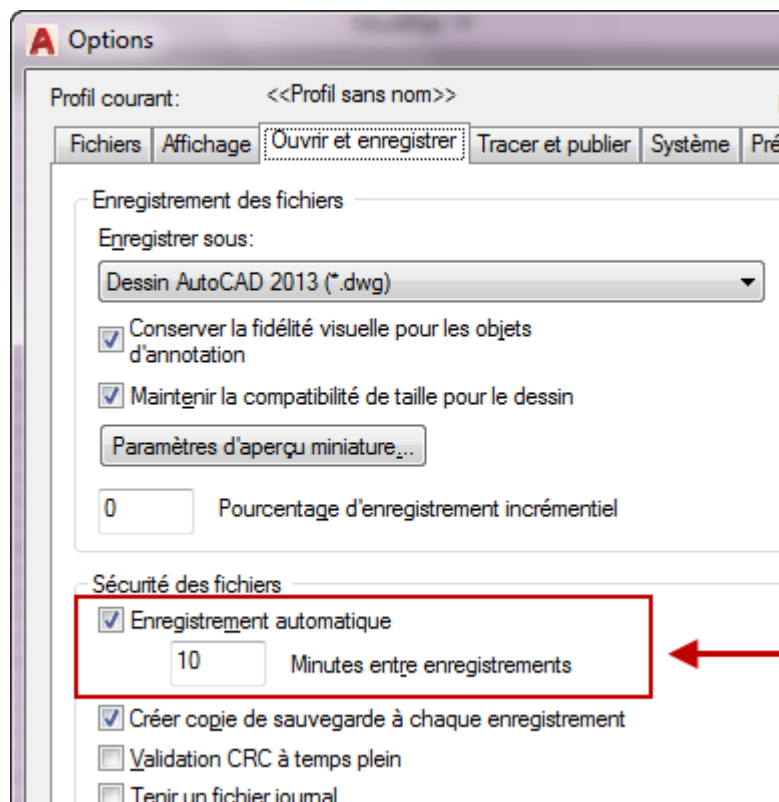 Options
Profil courant: <<Profil sans nom>>
Fichiers Affichage Ouvrir et enregistrer Tracer et publier Système Pré
Enregistrement des fichiers
Enregistrer sous:
Dessin AutoCAD 2013 (*.dwg)
Conserver la fidélité visuelle pour les objets
d'annotation
Maintenir la compatibilité de taille pour le dessin
Paramètres d'aperçu miniature...
0 Pourcentage d'enregistrement incrémentiel
Sécurité des fichiers
Enregistrement automatique
10 Minutes entre enregistrements
Créer copie de sauvegarde à chaque enregistrement
Validation CRC à temps plein
Tenir un fichier journal